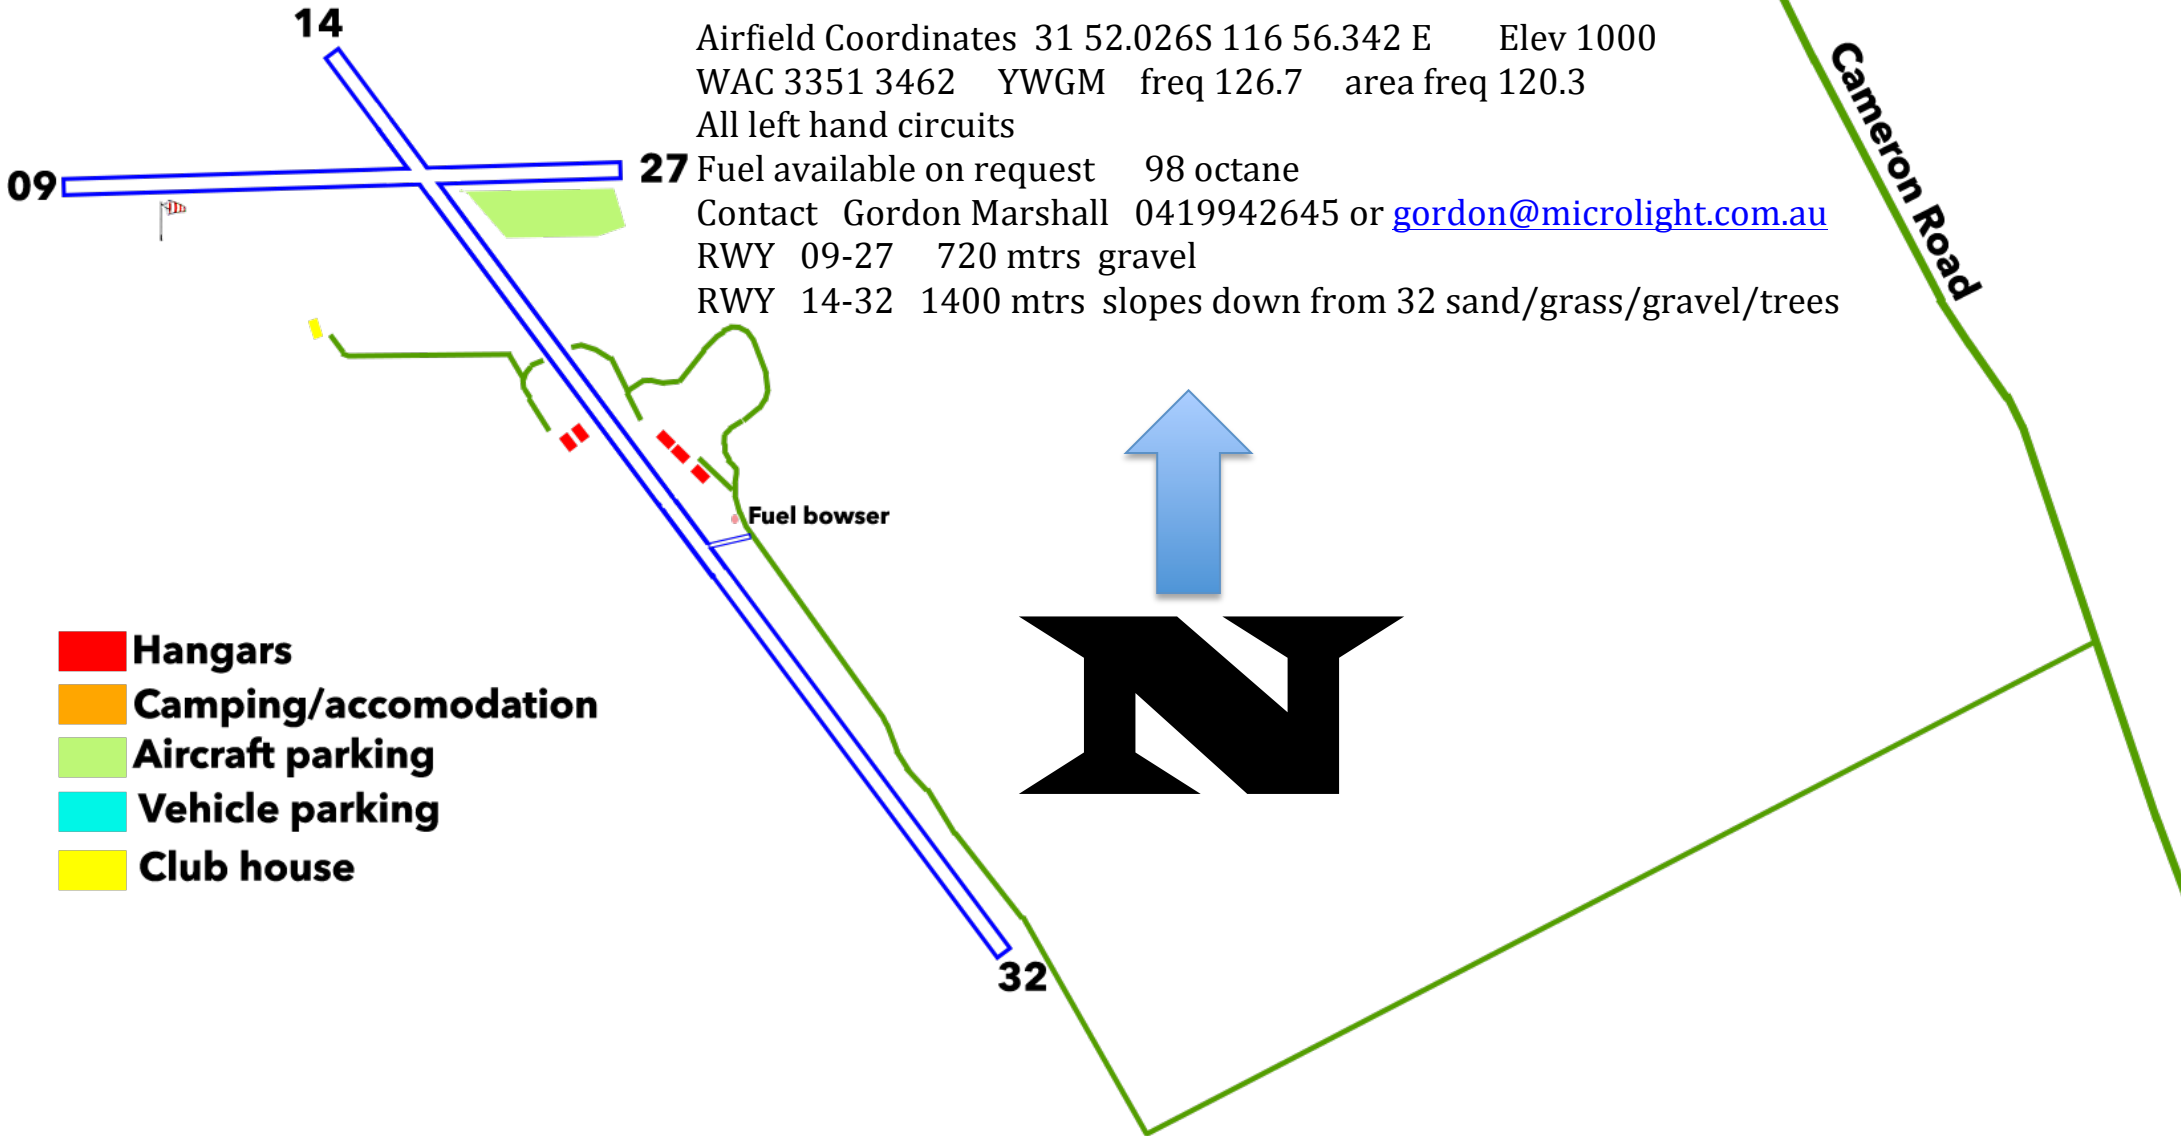 14
Airfield Coordinates 31 52.026S 116 56.342 E Elev 1000
WAC 3351 3462 YWGM freq 126.7 area freq 120.3
All left hand circuits
09
27
Fuel available on request 98 octane
Contact Gordon Marshall 0419942645 or gordon@microlight.com.au
RWY 09-27 720 mtrs gravel
RWY 14-32 1400 mtrs slopes down from 32 sand/grass/gravel/trees
Cameron Road
Fuel bowser
N
Hangars
Camping/accomodation
Aircraft parking
Vehicle parking
Club house
32